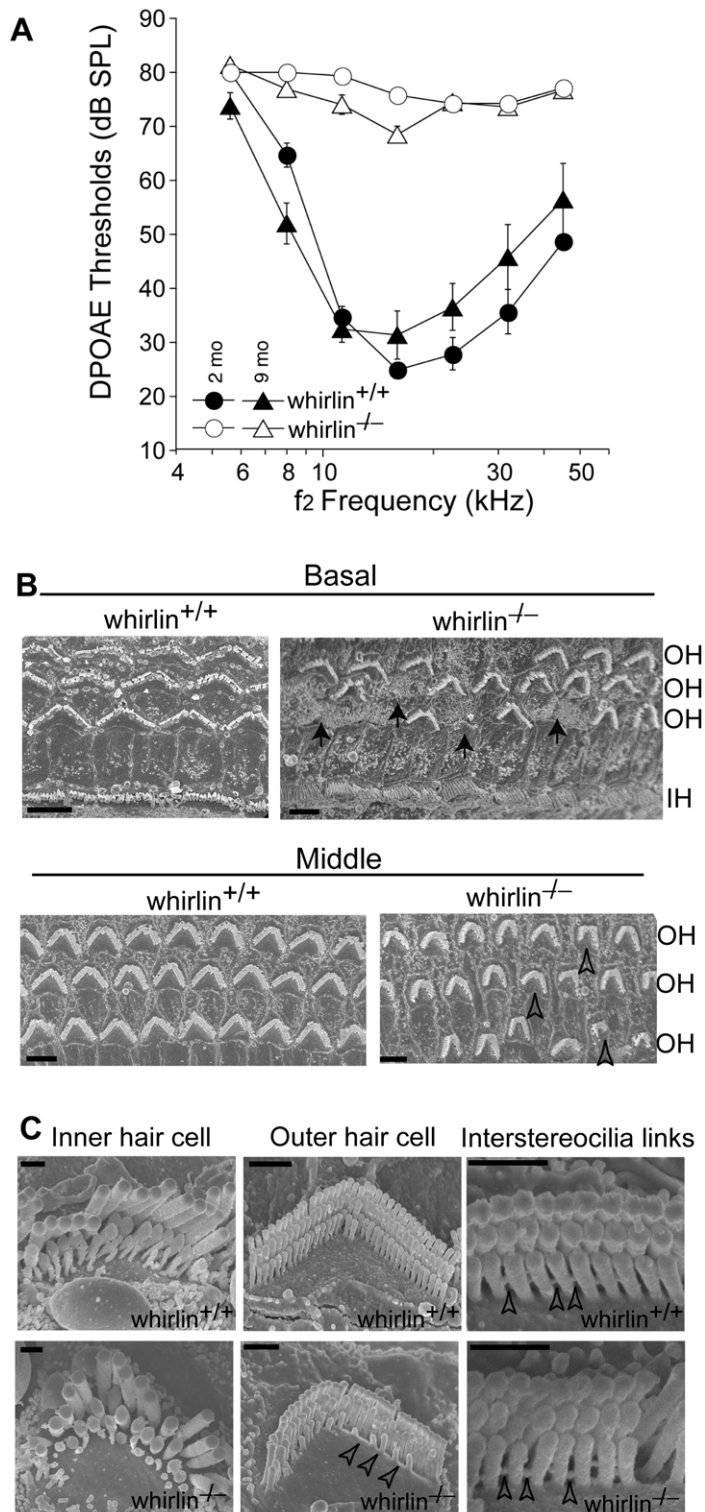 A
DPOAE Thresholds (dB SPL)
90
80
70
60
50
40
30
20
10
2 mo
9 mo
whirlin+/+
whirlin-/-
4 6 8 10 30 50
f2 Frequency (kHz)
B
Basal
whirlin+/+ whirlin-/-
OH
OH
OH
IH
Middle
whirlin+/+ whirlin-/-
OH
OH
OH
C
Inner hair cell Outer hair cell Interstereocilia links
whirlin+/+ whirlin+/+ whirlin+/+
whirlin-/- whirlin-/- whirlin-/-